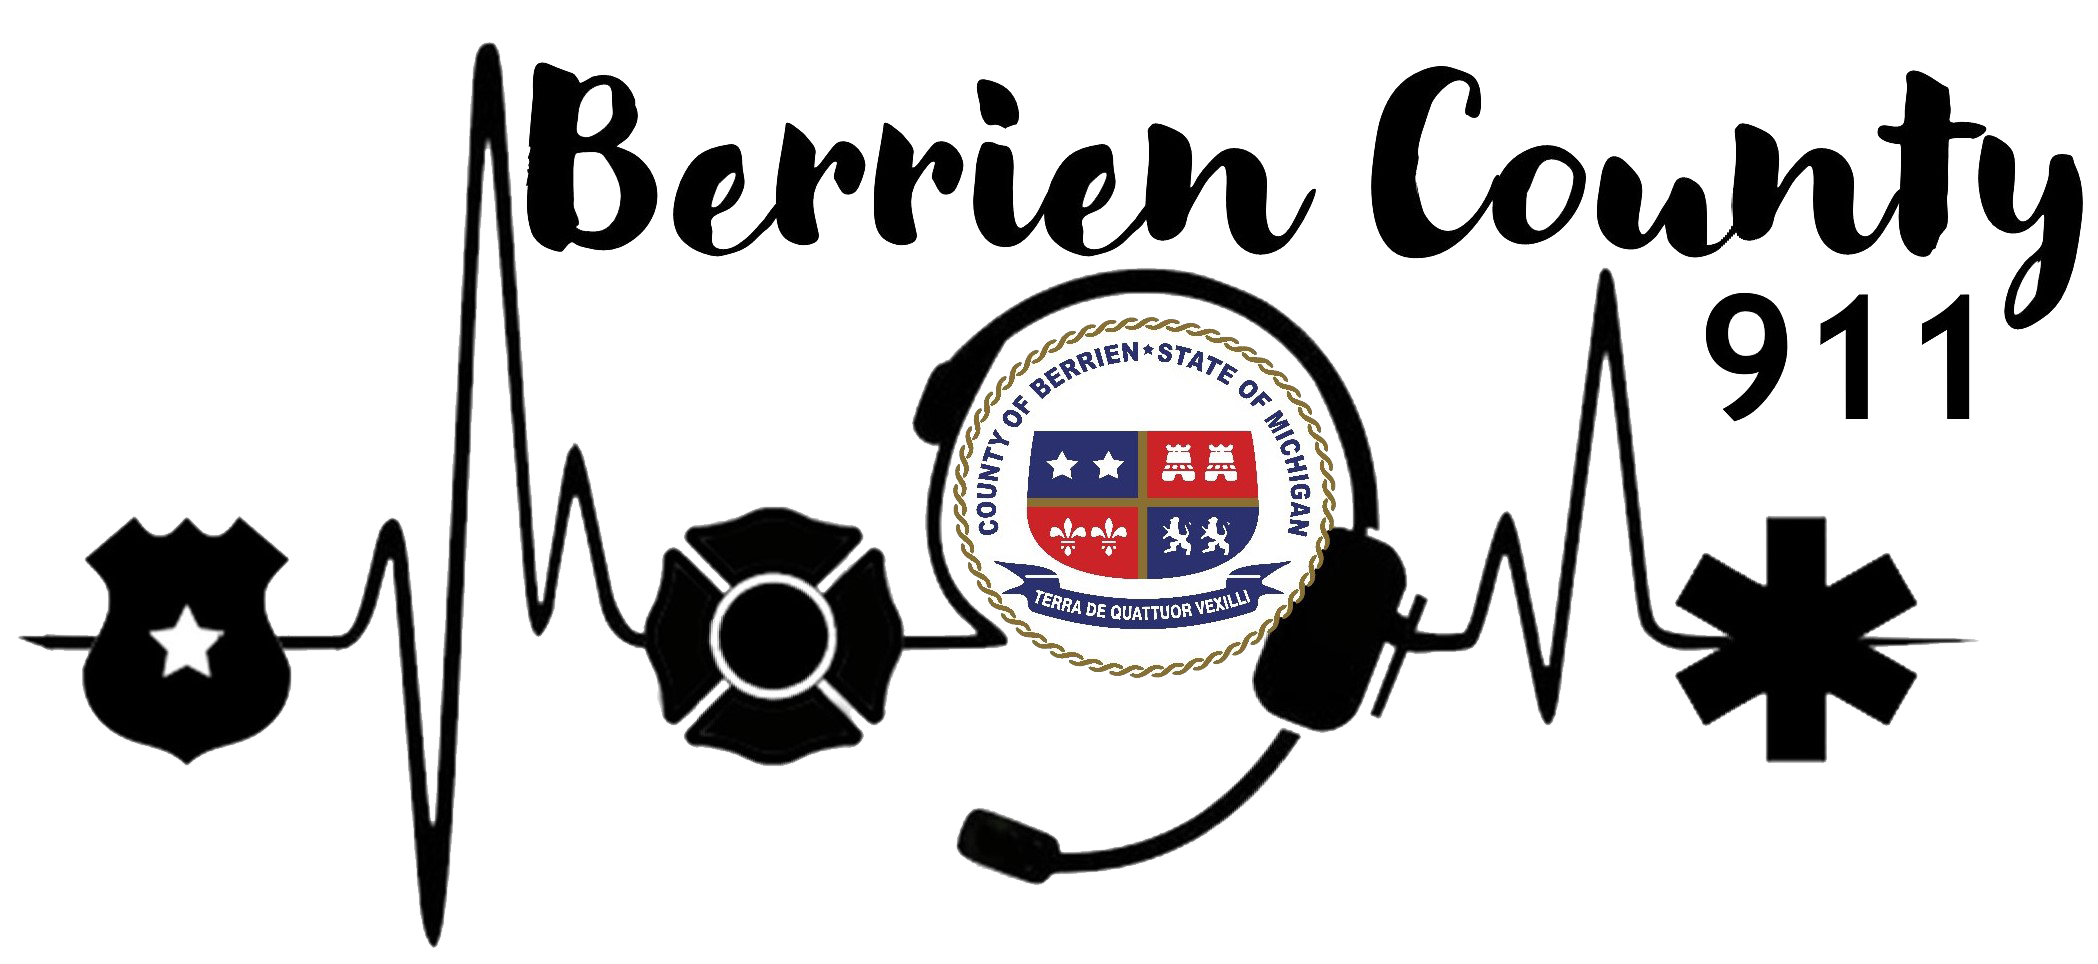 Berrien County
911
COUNTY OF BERRIEN★STATE OF MICHIGAN
TERRA DE QUATTUOR VEXILLI